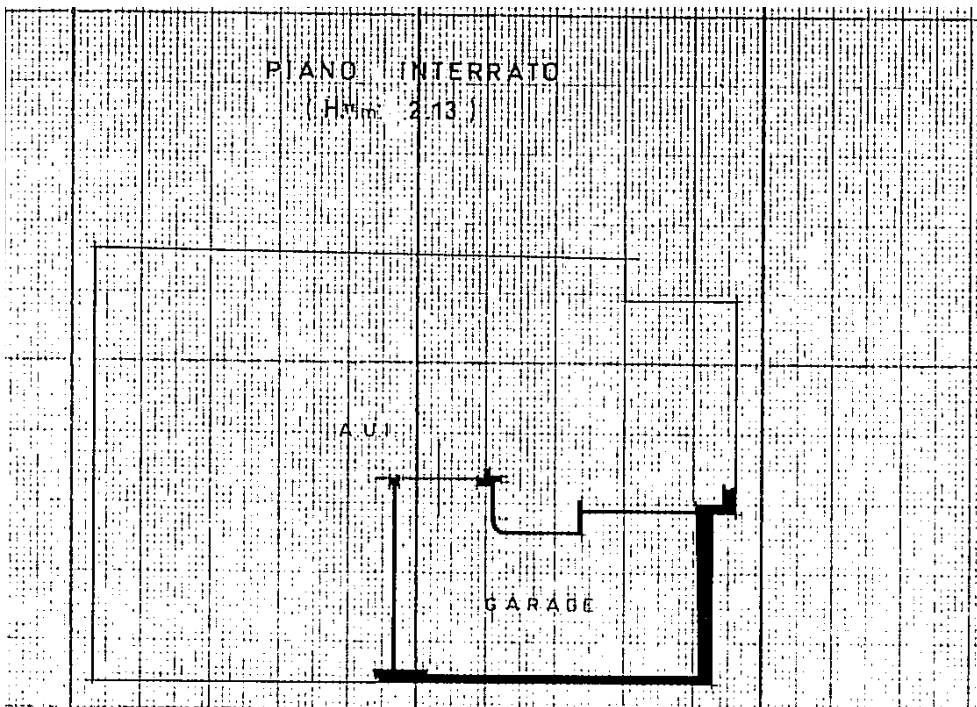 PIANO INTERRATO
( H.m. 2.13 )
A.U.I
GARAGE